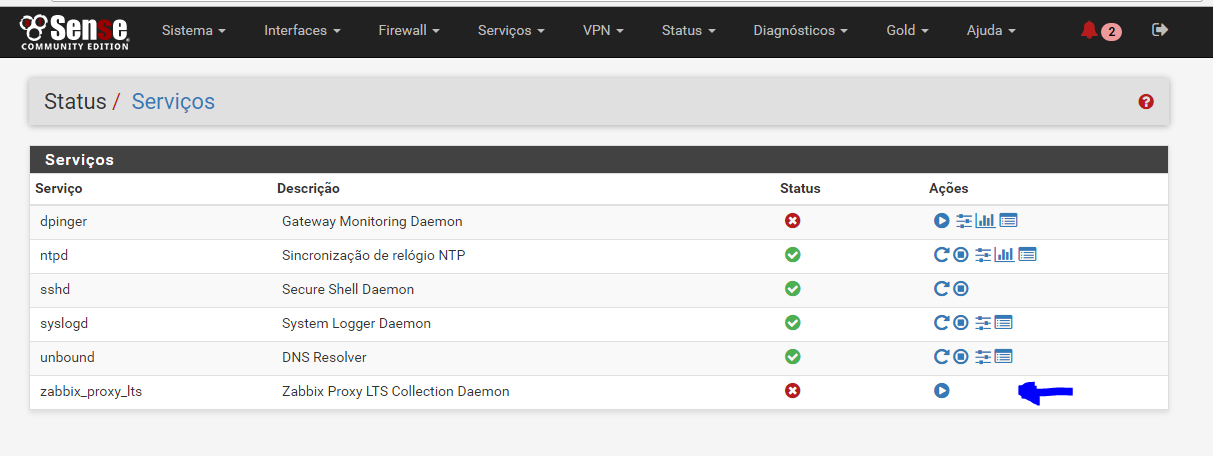 Sense
COMMUNITY EDITION
Sistema Interfaces Firewall Serviços VPN Status Diagnósticos Gold Ajuda 2
Status / Serviços
Serviços
Serviço Descrição Status Ações
dpinger Gateway Monitoring Daemon
ntpd Sincronização de relógio NTP
sshd Secure Shell Daemon
syslogd System Logger Daemon
unbound DNS Resolver
zabbix_proxy_lts Zabbix Proxy LTS Collection Daemon